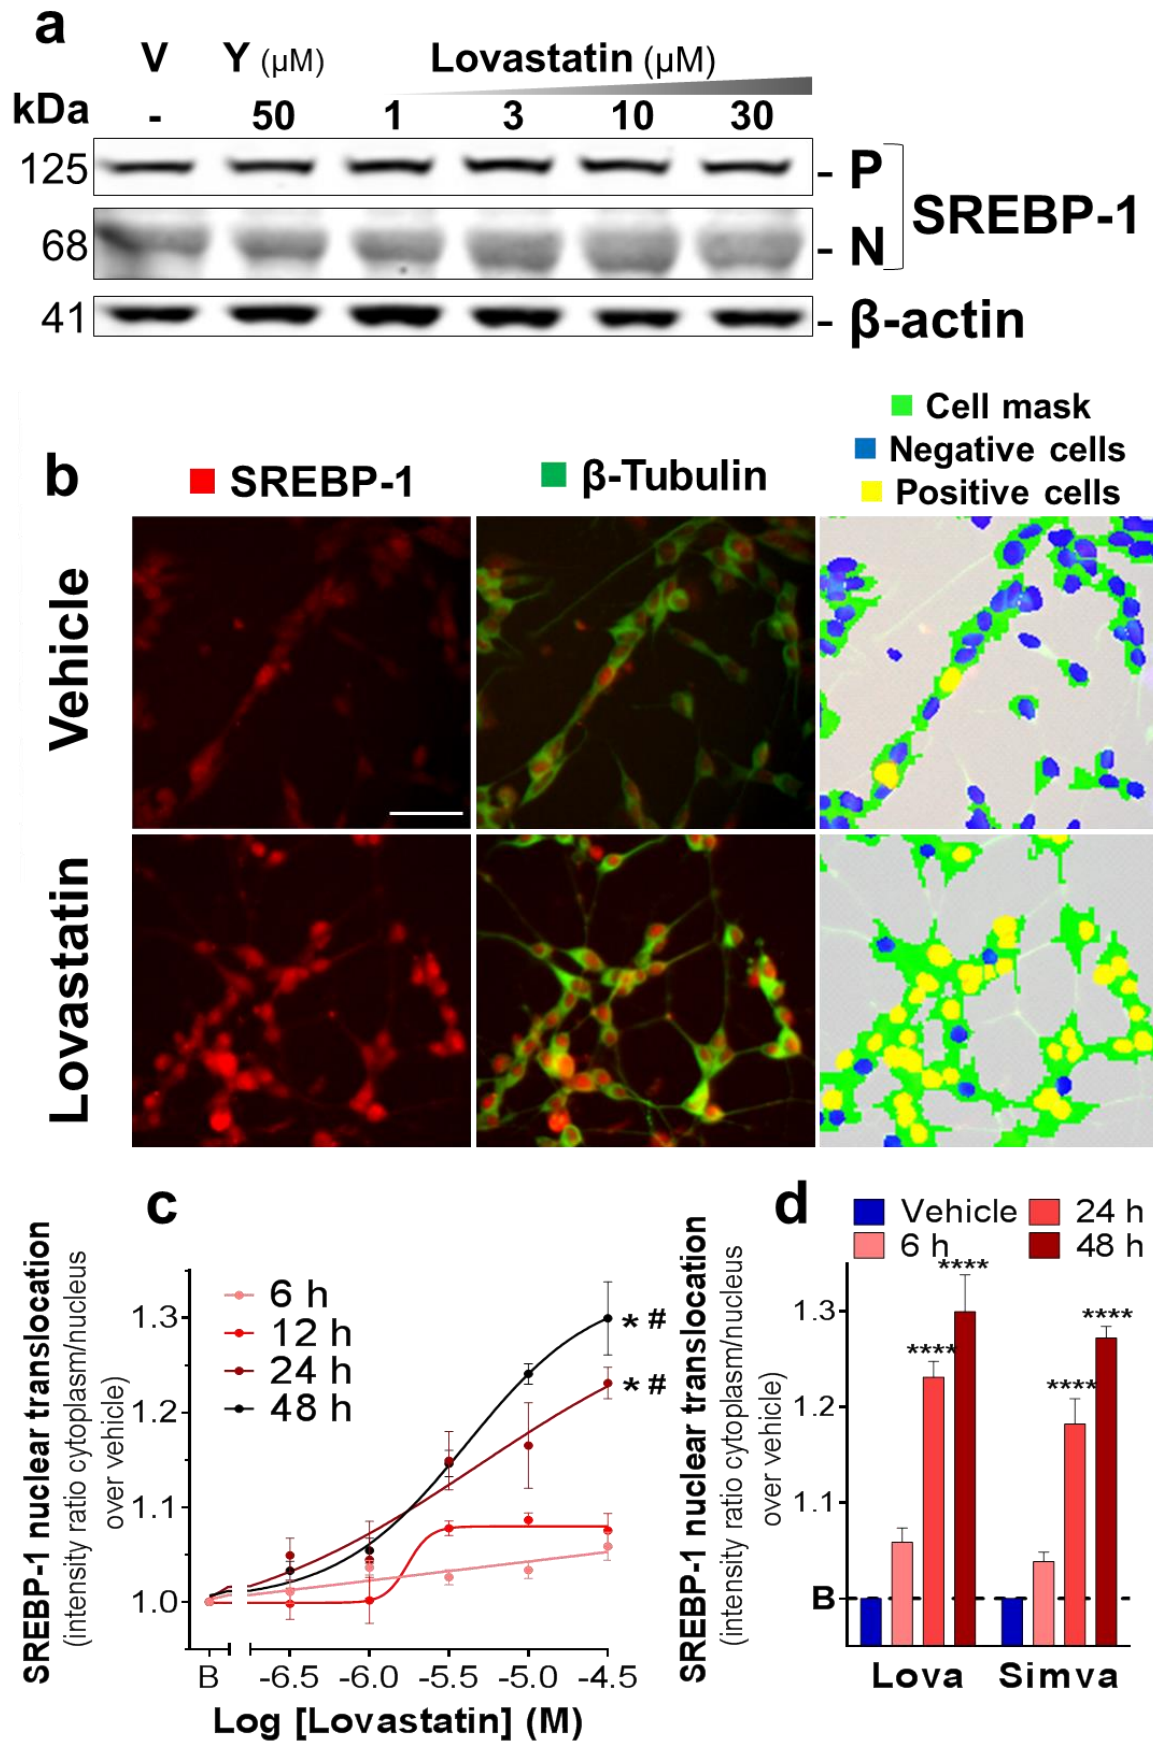 a
V Y (µM) Lovastatin (µM)
kDa - 50 1 3 10 30
125 - P
68 - N
SREBP-1
41 - β-actin
b
SREBP-1
β-Tubulin
Cell mask
Negative cells
Positive cells
Vehicle
Lovastatin
c
SREBP-1 nuclear translocation
(intensity ratio cytoplasm/nucleus
over vehicle)
6 h
12 h
24 h
48 h
1.3
1.2
1.1
1.0
* #
* #
B -6.5 -6.0 -5.5 -5.0 -4.5
Log [Lovastatin] (M)
d
SREBP-1 nuclear translocation
(intensity ratio cytoplasm/nucleus
over vehicle)
Vehicle 24 h
6 h 48 h
1.3
1.2
1.1
B
****
****
****
****
Lova Simva